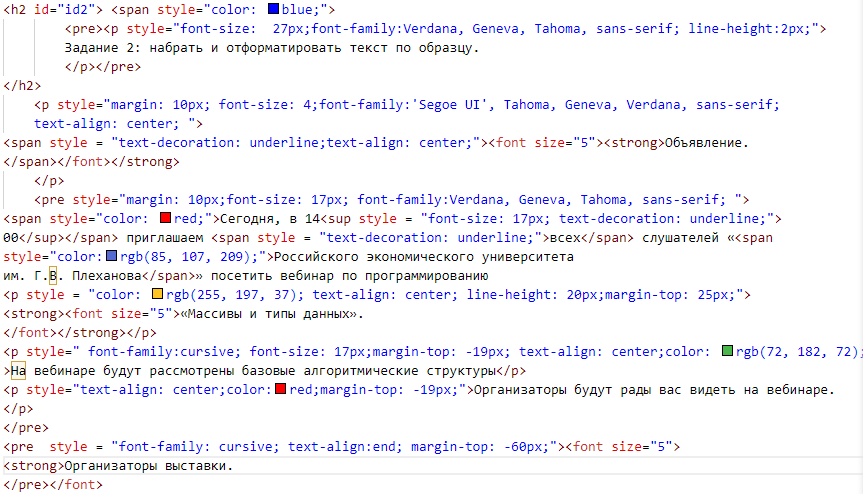 <h2 id="id2"> <span style="color: blue;">
<pre><p style="font-size:  27px;font-family:Verdana, Geneva, Tahoma, sans-serif; line-height:2px;">
Задание 2: набрать и отформатировать текст по образцу.
</p></pre>
</h2>
<p style="margin: 10px; font-size: 4;font-family:'Segoe UI', Tahoma, Geneva, Verdana, sans-serif;
text-align: center; ">
<span style = "text-decoration: underline;text-align: center;"><font size="5"><strong>Объявление.
</span></font></strong>
</p>
<pre style="margin: 10px;font-size: 17px; font-family:Verdana, Geneva, Tahoma, sans-serif; ">
<span style="color: red;">Сегодня, в 14<sup style = "font-size: 17px; text-decoration: underline;">
00</sup></span> приглашаем <span style = "text-decoration: underline;">всех</span> слушателей «<span
style="color:rgb(85, 107, 209);">Российского экономического университета
им. Г.В. Плеханова</span>» посетить вебинар по программированию
<p style = "color: rgb(255, 197, 37); text-align: center; line-height: 20px;margin-top: 25px;">
<strong><font size="5">«Массивы и типы данных».
</font></strong></p>
<p style=" font-family:cursive; font-size: 17px;margin-top: -19px; text-align: center;color: rgb(72, 182, 72);
>На вебинаре будут рассмотрены базовые алгоритмические структуры</p>
<p style="text-align: center;color:red;margin-top: -19px;">Организаторы будут рады вас видеть на вебинаре.
</p>
</pre>
<pre  style = "font-family: cursive; text-align:end; margin-top: -60px;"><font size="5">
<strong>Организаторы выставки.
</pre></font>